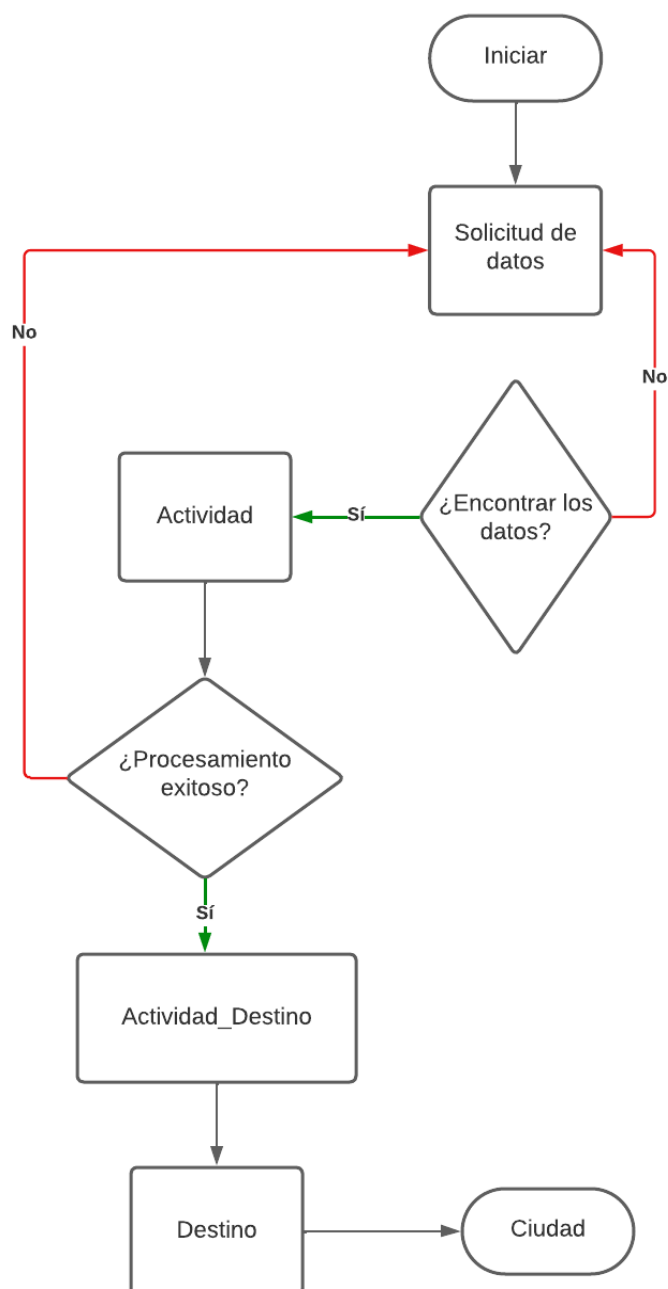 Iniciar
Solicitud de
datos
No
No
¿Encontrar los
datos?
Sí
Actividad
¿Procesamiento
exitoso?
Sí
Actividad_Destino
Destino
Ciudad